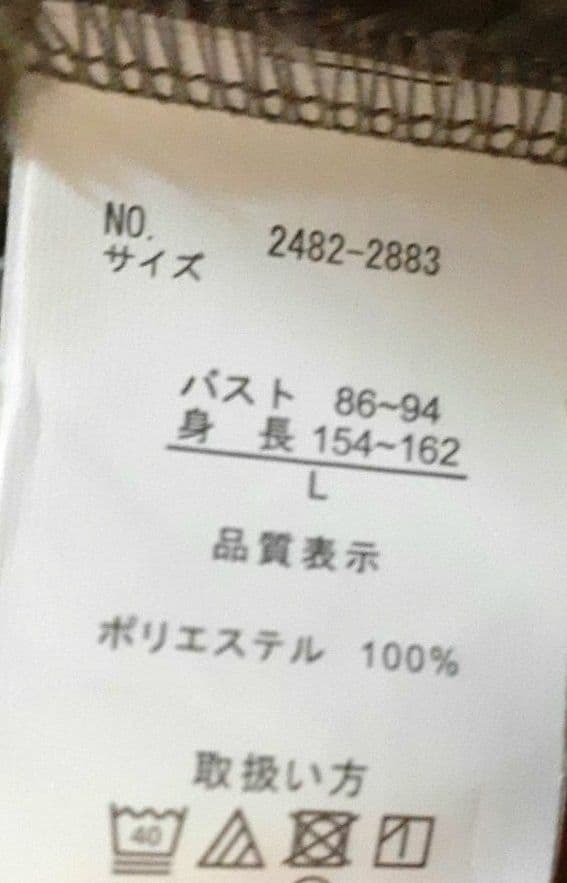 NO. 2482-2883
サイズ
バスト 86~94
身 長 154~162
L
品質表示
ポリエステル 100%
取扱い方
40